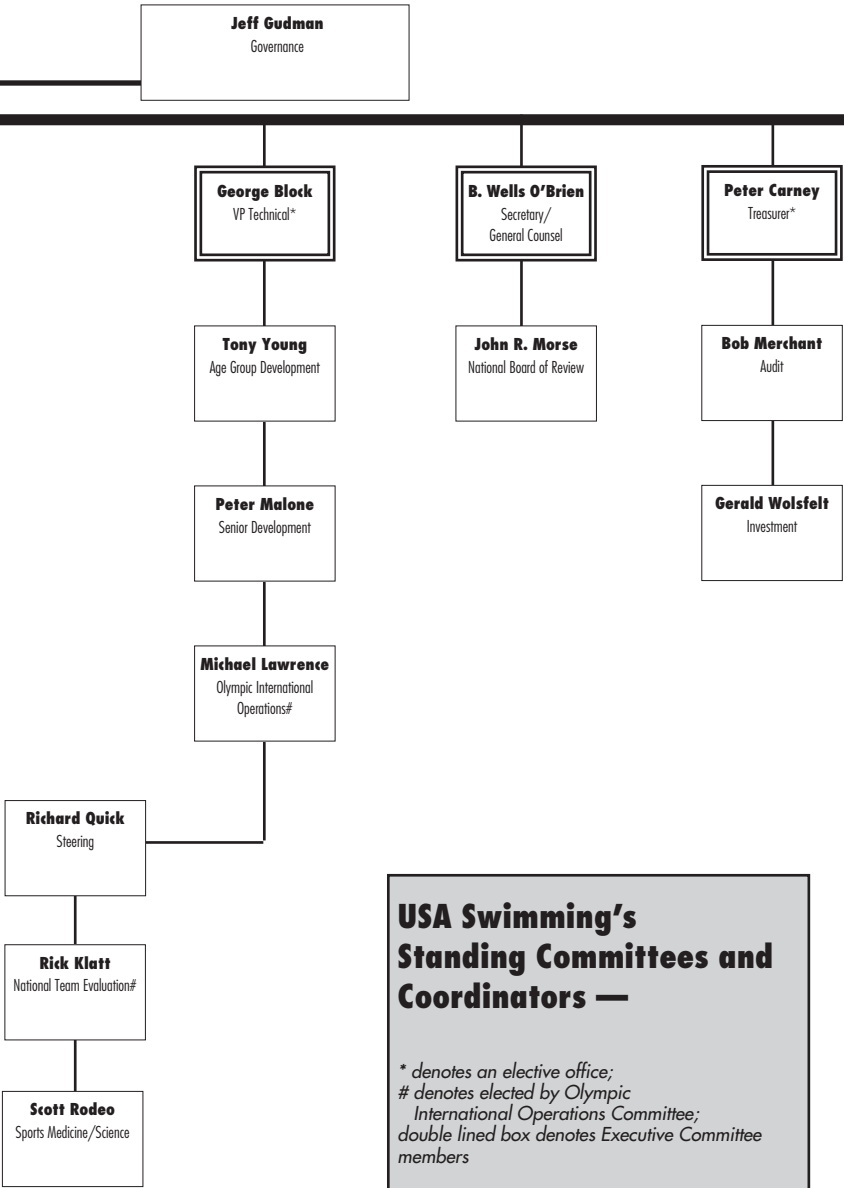 Jeff Gudman
Governance
George Block
VP Technical*
B. Wells O'Brien
Secretary/
General Counsel
Peter Carney
Treasurer*
Tony Young
Age Group Development
John R. Morse
National Board of Review
Bob Merchant
Audit
Peter Malone
Senior Development
Gerald Wolsfelt
Investment
Michael Lawrence
Olympic International
Operations#
Richard Quick
Steering
Rick Klatt
National Team Evaluation#
Scott Rodeo
Sports Medicine/Science
USA Swimming's
Standing Committees and
Coordinators —
* denotes an elective office;
# denotes elected by Olympic
International Operations Committee;
double lined box denotes Executive Committee
members